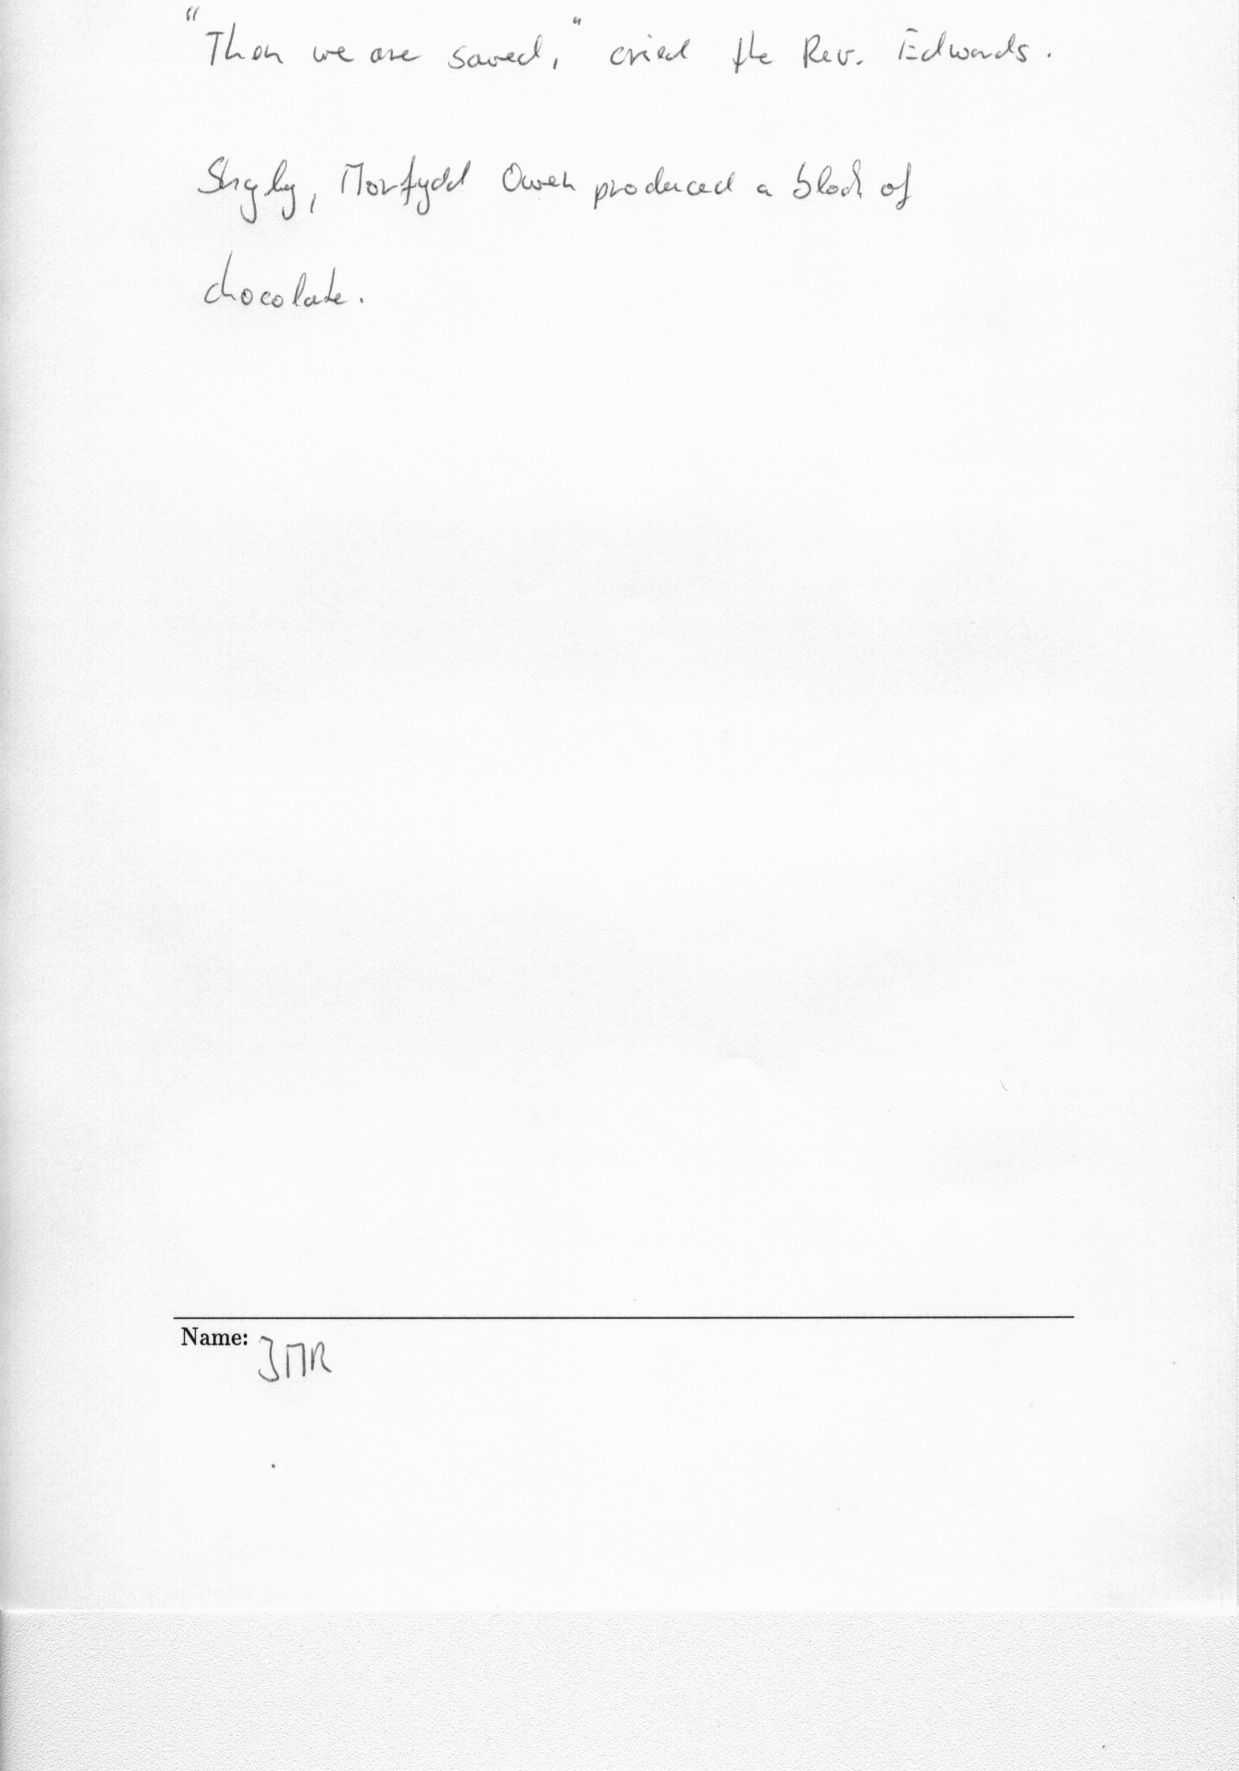 "Then we are saved," cried the Rev. Edwards.
Shyly, Morfydd Owen produced a block of
chocolate.
Name: JMR